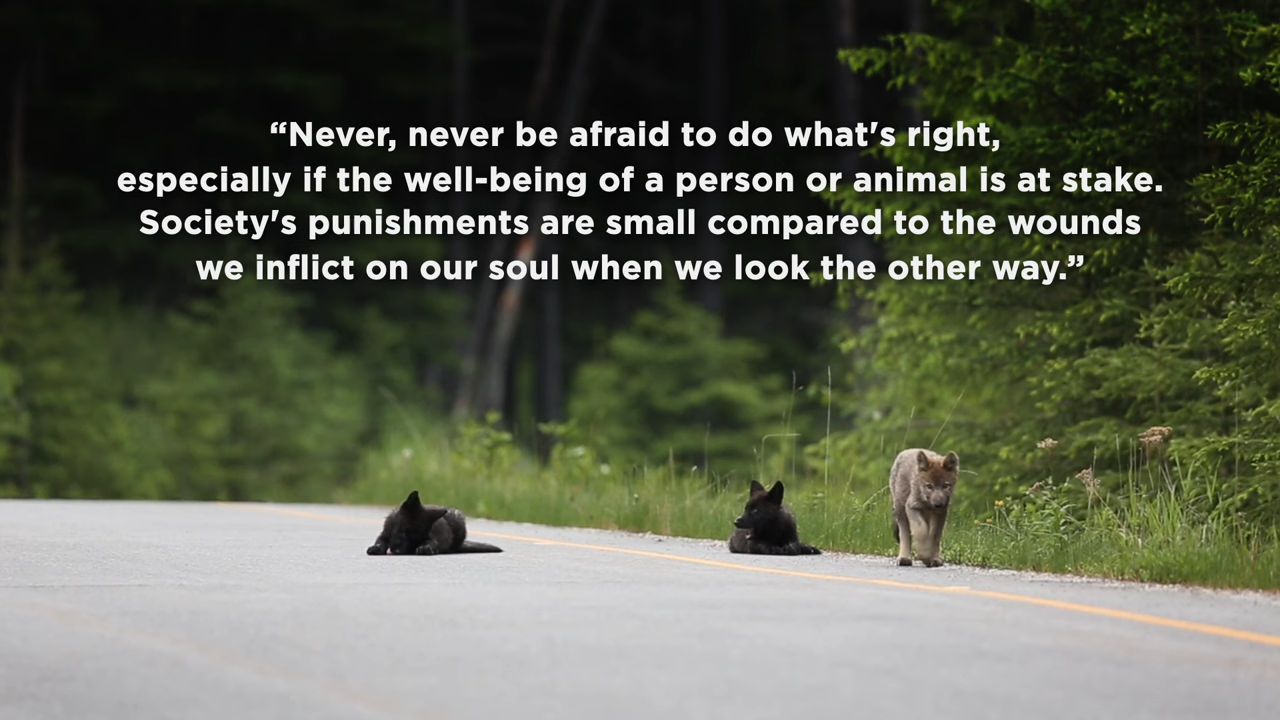 “Never, never be afraid to do what's right,
especially if the well-being of a person or animal is at stake.
Society's punishments are small compared to the wounds
we inflict on our soul when we look the other way.”